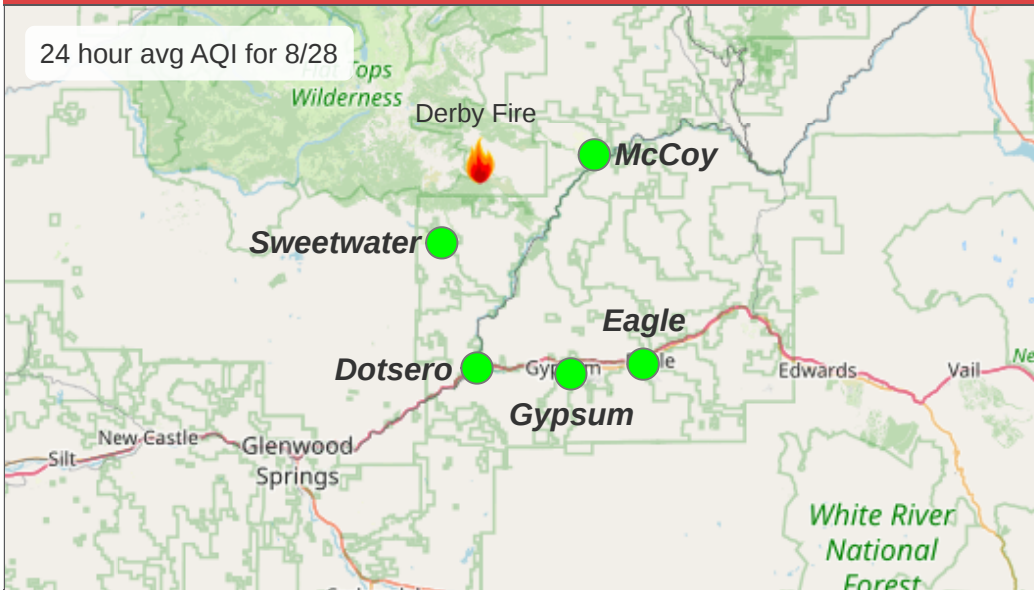 24 hour avg AQI for 8/28
Tops
Wilderness
Derby Fire
McCoy
Sweetwater
Eagle
Dotsero
Edwards
Vail
Gypsum
New Castle
Glenwood
Springs
Silt
White River
National
Forest